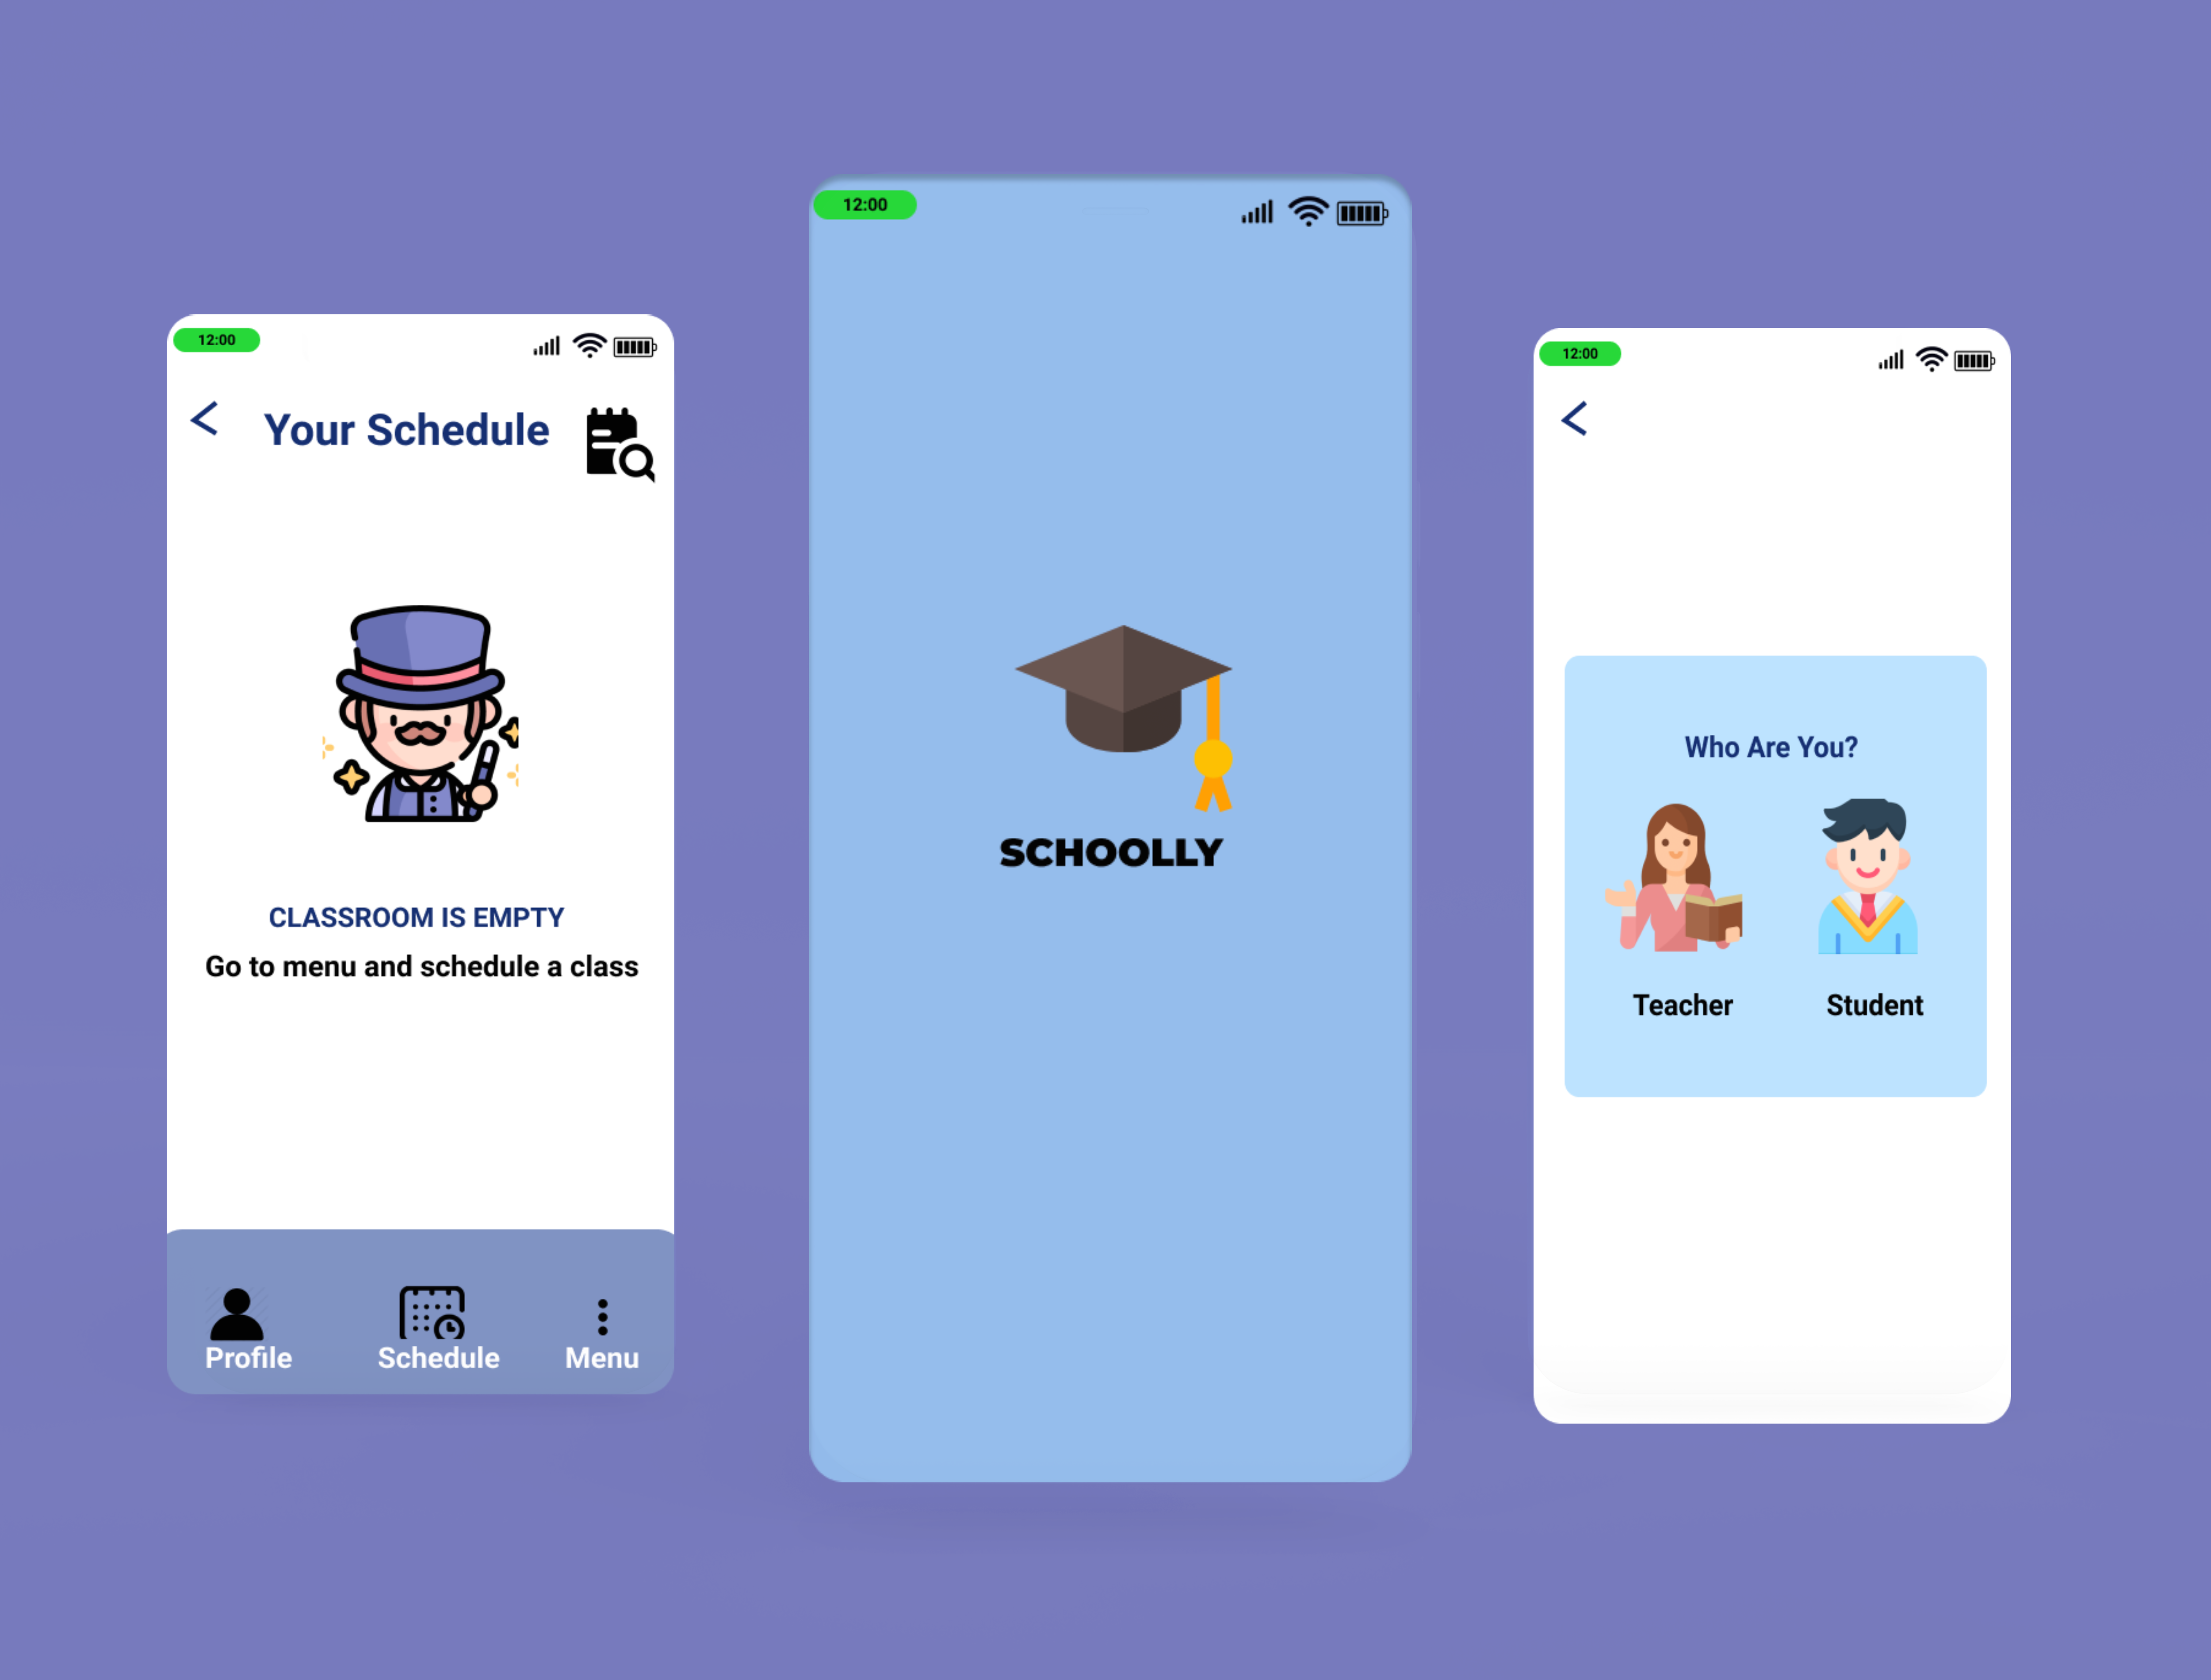 12:00
Your Schedule
CLASSROOM IS EMPTY
Go to menu and schedule a class
Profile
Schedule
Menu
12:00
SCHOOLLY
12:00
Who Are You?
Teacher
Student